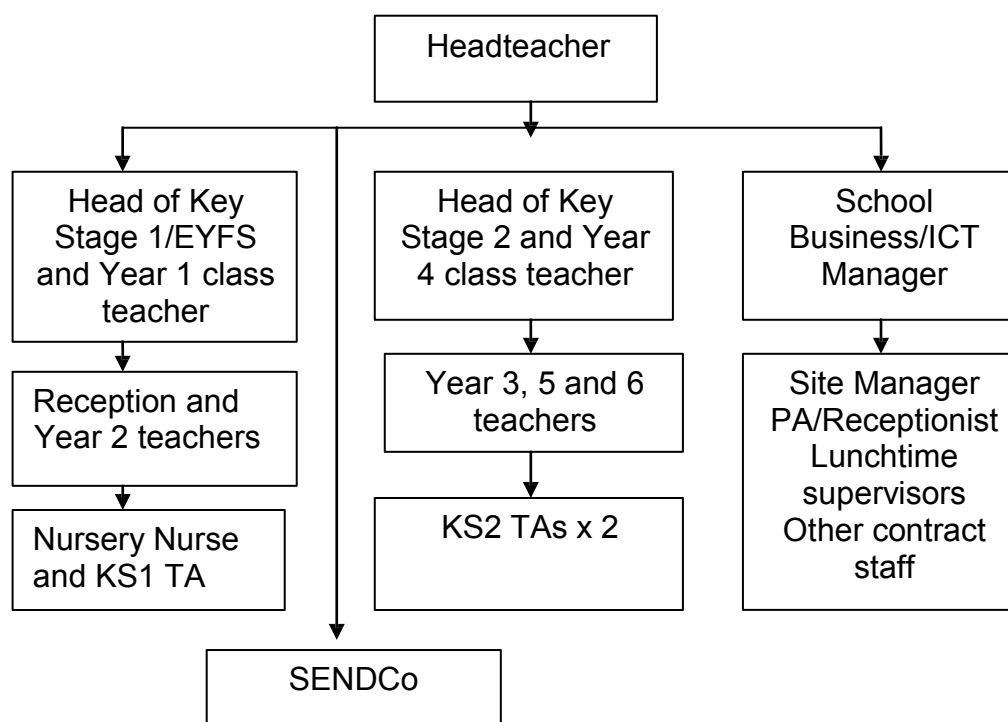 Headteacher
Head of Key
Stage 1/EYFS
and Year 1 class
teacher
Head of Key
Stage 2 and Year
4 class teacher
School
Business/ICT
Manager
Reception and
Year 2 teachers
Year 3, 5 and 6
teachers
Site Manager
PA/Receptionist
Lunchtime
supervisors
Other contract
staff
Nursery Nurse
and KS1 TA
KS2 TAs x 2
SENDCo